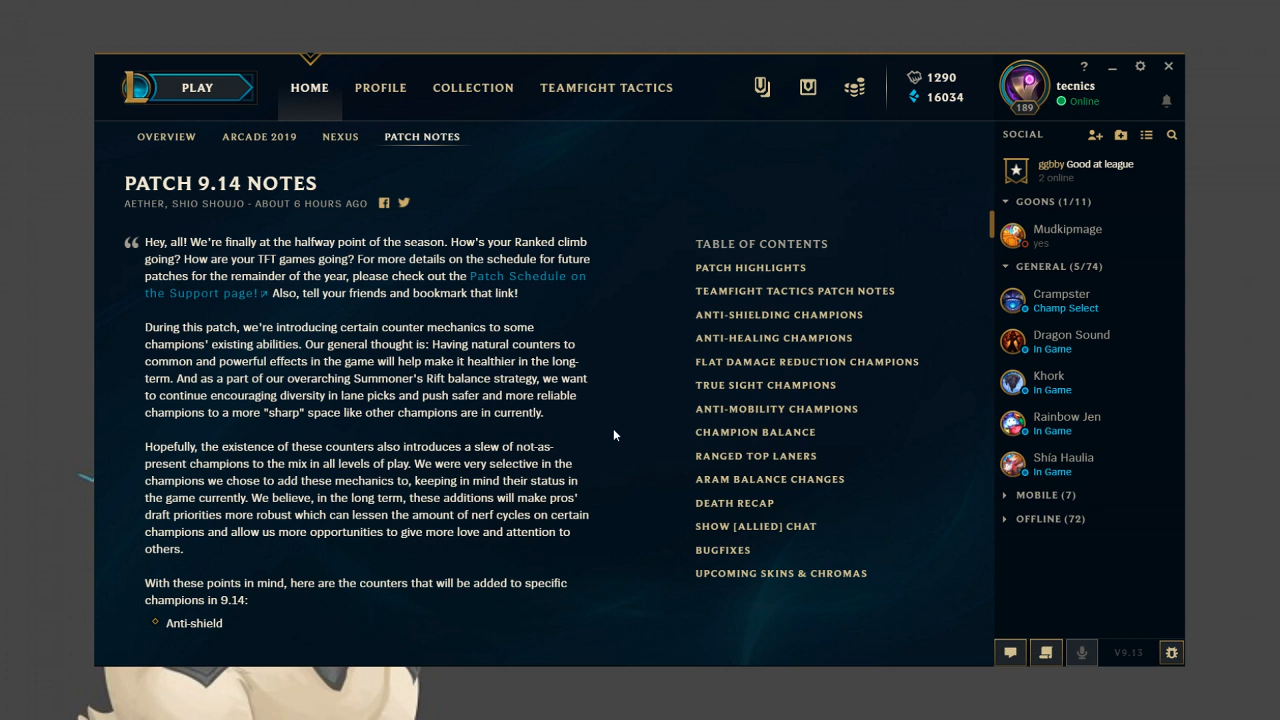 PLAY
HOME
PROFILE
COLLECTION
TEAMFIGHT TACTICS
1290
16034
189
?
tecnics
Online
OVERVIEW
ARCADE 2019
NEXUS
PATCH NOTES
PATCH 9.14 NOTES
AETHER, SHIO SHOUJO - ABOUT 6 HOURS AGO
“ Hey, all! We're finally at the halfway point of the season. How's your Ranked climb
going? How are your TFT games going? For more details on the schedule for future
patches for the remainder of the year, please check out the Patch Schedule on
the Support page! Also, tell your friends and bookmark that link!
During this patch, we're introducing certain counter mechanics to some
champions' existing abilities. Our general thought is: Having natural counters to
common and powerful effects in the game will help make it healthier in the long-
term. And as a part of our overarching Summoner's Rift balance strategy, we want
to continue encouraging diversity in lane picks and push safer and more reliable
champions to a more "sharp" space like other champions are in currently.
Hopefully, the existence of these counters also introduces a slew of not-as-
present champions to the mix in all levels of play. We were very selective in the
champions we chose to add these mechanics to, keeping in mind their status in
the game currently. We believe, in the long term, these additions will make pros'
draft priorities more robust which can lessen the amount of nerf cycles on certain
champions and allow us more opportunities to give more love and attention to
others.
With these points in mind, here are the counters that will be added to specific
champions in 9.14:
Anti-shield
TABLE OF CONTENTS
PATCH HIGHLIGHTS
TEAMFIGHT TACTICS PATCH NOTES
ANTI-SHIELDING CHAMPIONS
ANTI-HEALING CHAMPIONS
FLAT DAMAGE REDUCTION CHAMPIONS
TRUE SIGHT CHAMPIONS
ANTI-MOBILITY CHAMPIONS
CHAMPION BALANCE
RANGED TOP LANERS
ARAM BALANCE CHANGES
DEATH RECAP
SHOW [ALLIED] CHAT
BUGFIXES
UPCOMING SKINS & CHROMAS
SOCIAL
ggbby Good at league
2 online
GOONS (1/11)
Mudkipmage
yes
GENERAL (5/74)
Crampster
Champ Select
Dragon Sound
In Game
Khork
In Game
Rainbow Jen
In Game
Shía Haulia
In Game
MOBILE (7)
OFFLINE (72)
V9.13